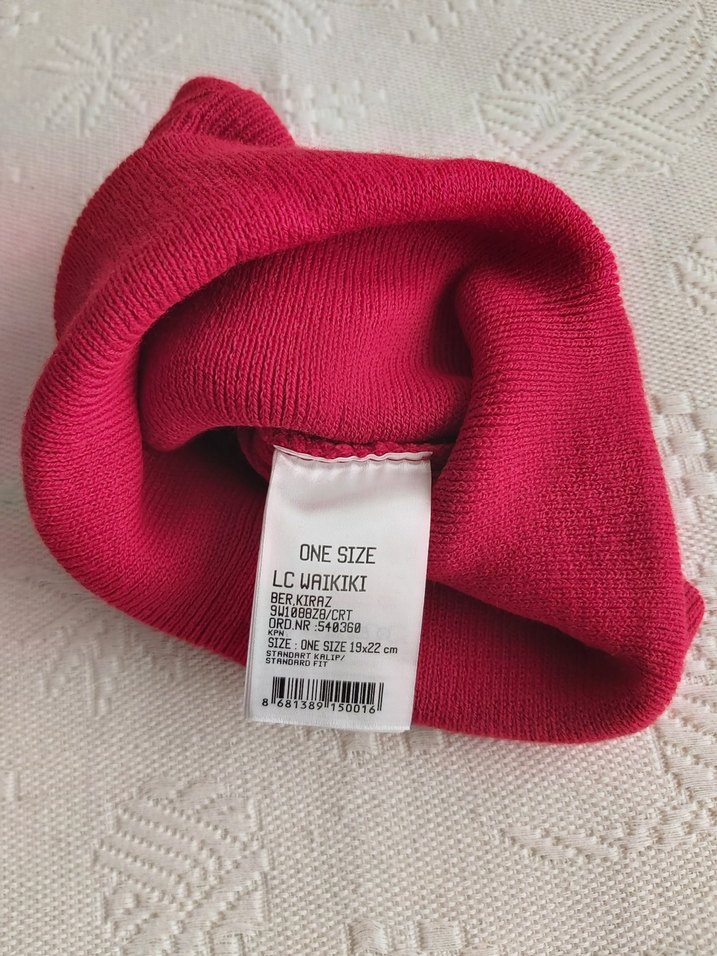 ONE SIZE
LC WAIKIKI
BER.KIRAZ
9W1088Z8/CRT
ORD.NR :540360
KPN
SIZE : ONE SIZE 19x22 cm
STANDART KALIP/
STANDARD FIT
8 681389 150016